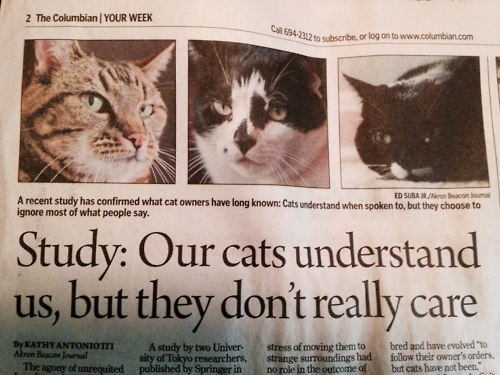 2 The Columbian | YOUR WEEK
Call 694-2312 to subscribe, or log on to www.columbian.com
ED SUBA JR./Akron Beacon Journal
A recent study has confirmed what cat owners have long known: Cats understand when spoken to, but they choose to
ignore most of what people say.
Study: Our cats understand
us, but they don't really care
By KATHY ANTONIOTTI
Akron Beacon Journal
The agony of unrequited
A study by two Univer-
sity of Tokyo researchers,
published by Springer in
stress of moving them to
strange surroundings had
no role in the outcome of
bred and have evolved "to
follow their owner's orders,
but cats have not been."